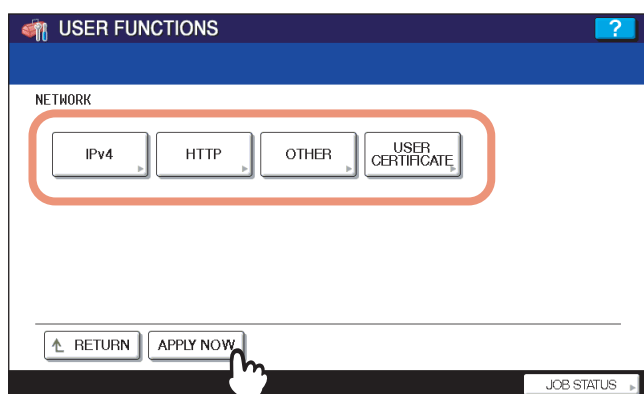 USER FUNCTIONS
?
NETWORK
IPv4
HTTP
OTHER
USER
CERTIFICATE
RETURN
APPLY NOW
JOB STATUS